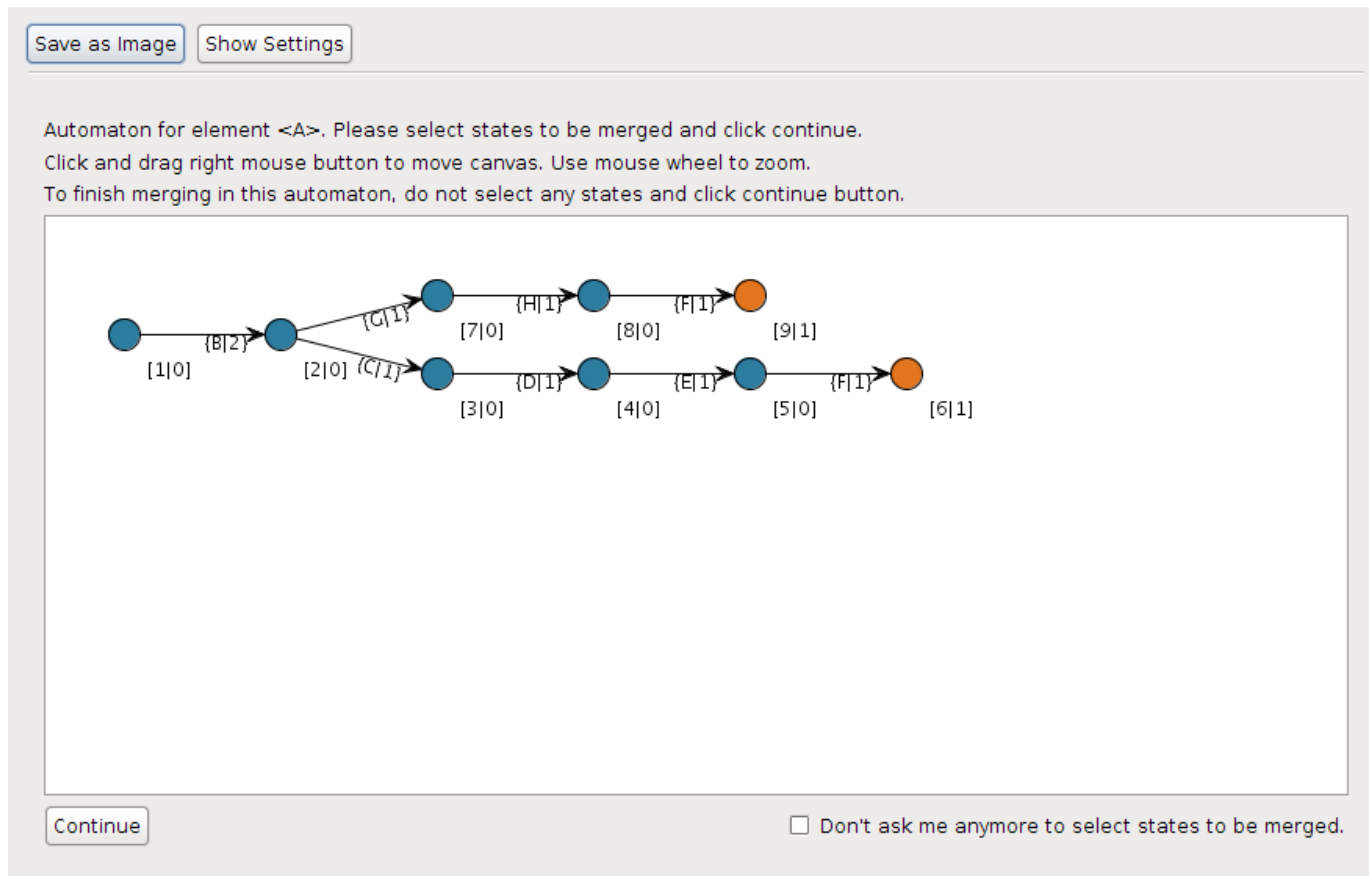 Save as Image Show Settings
Automaton for element <A>. Please select states to be merged and click continue.
Click and drag right mouse button to move canvas. Use mouse wheel to zoom.
To finish merging in this automaton, do not select any states and click continue button.
{G|1} {H|1} {F|1}
[7|0] [8|0] [9|1]
{B|2}
[1|0] [2|0] {C|1} {D|1} {E|1} {F|1}
[3|0] [4|0] [5|0] [6|1]
Continue Don't ask me anymore to select states to be merged.